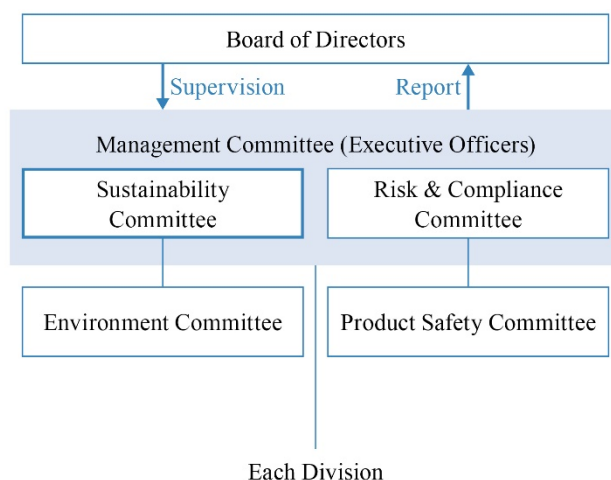 Board of Directors
Supervision
Report
Management Committee (Executive Officers)
Sustainability
Committee
Risk & Compliance
Committee
Environment Committee
Product Safety Committee
Each Division